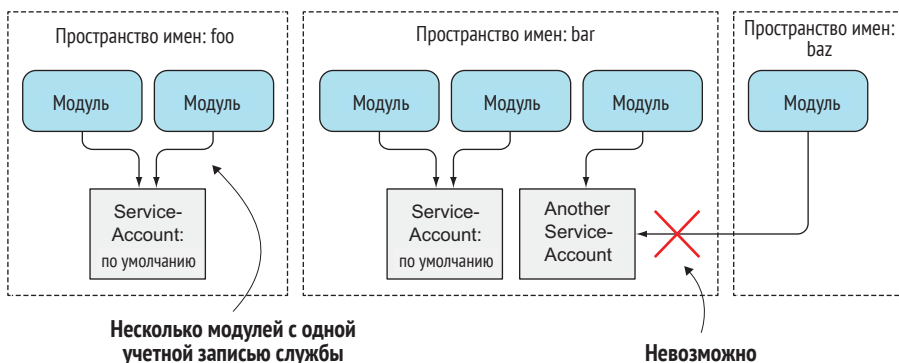 Пространство имен: foo
Модуль
Модуль
Service-
Account:
по умолчанию
Несколько модулей с одной
учетной записью службы
Пространство имен: bar
Модуль
Модуль
Модуль
Service-
Account:
по умолчанию
Another
Service-
Account
Невозможно
Пространство имен:
baz
Модуль